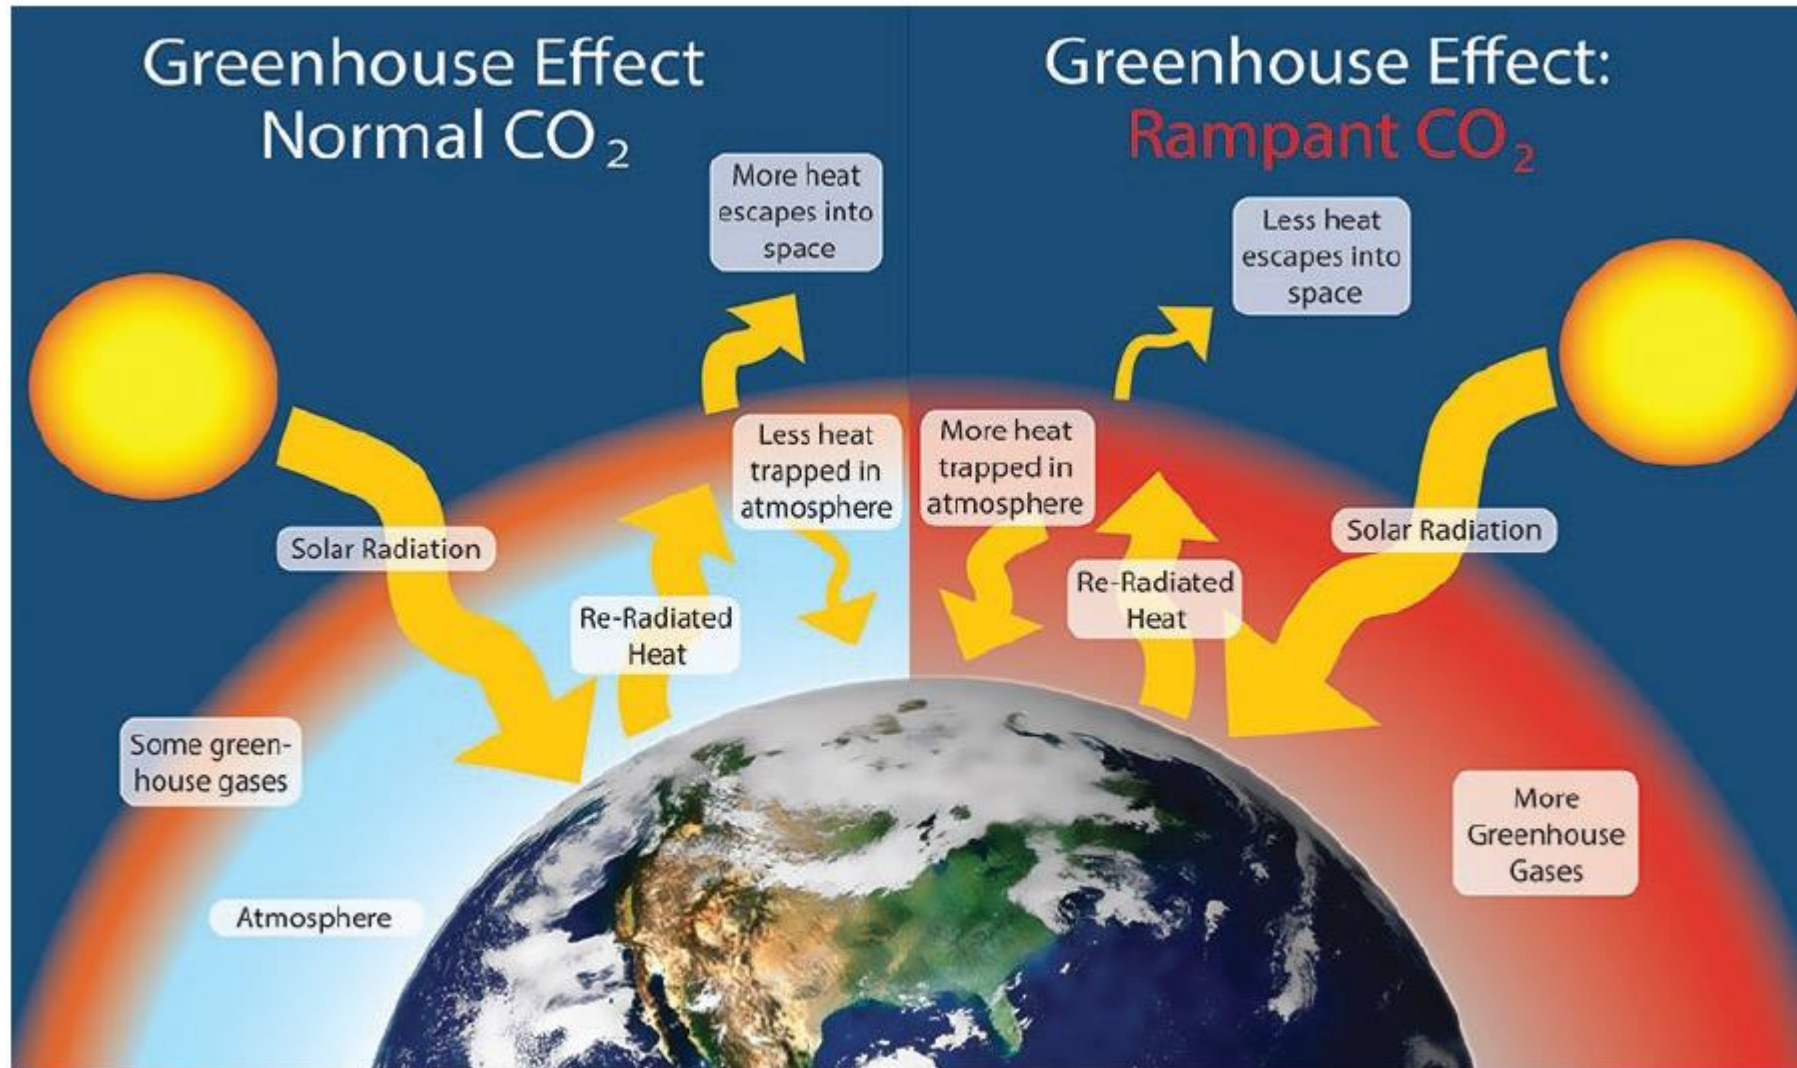 Greenhouse Effect
Normal CO₂
More heat
escapes into
space
Less heat
trapped in
atmosphere
Solar Radiation
Re-Radiated
Heat
Some green-
house gases
Atmosphere
Greenhouse Effect:
Rampant CO₂
Less heat
escapes into
space
More heat
trapped in
atmosphere
Solar Radiation
Re-Radiated
Heat
More
Greenhouse
Gases